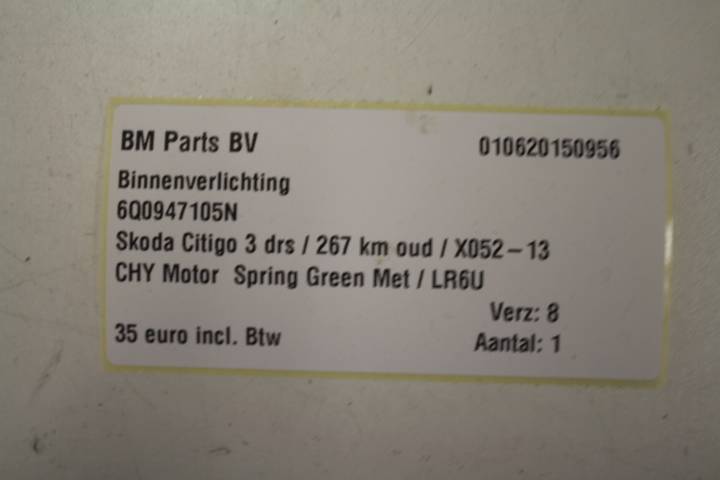 BM Parts BV 010620150956
Binnenverlichting
6Q0947105N
Skoda Citigo 3 drs / 267 km oud / X052-13
CHY Motor Spring Green Met / LR6U
Verz: 8
35 euro incl. Btw Aantal: 1